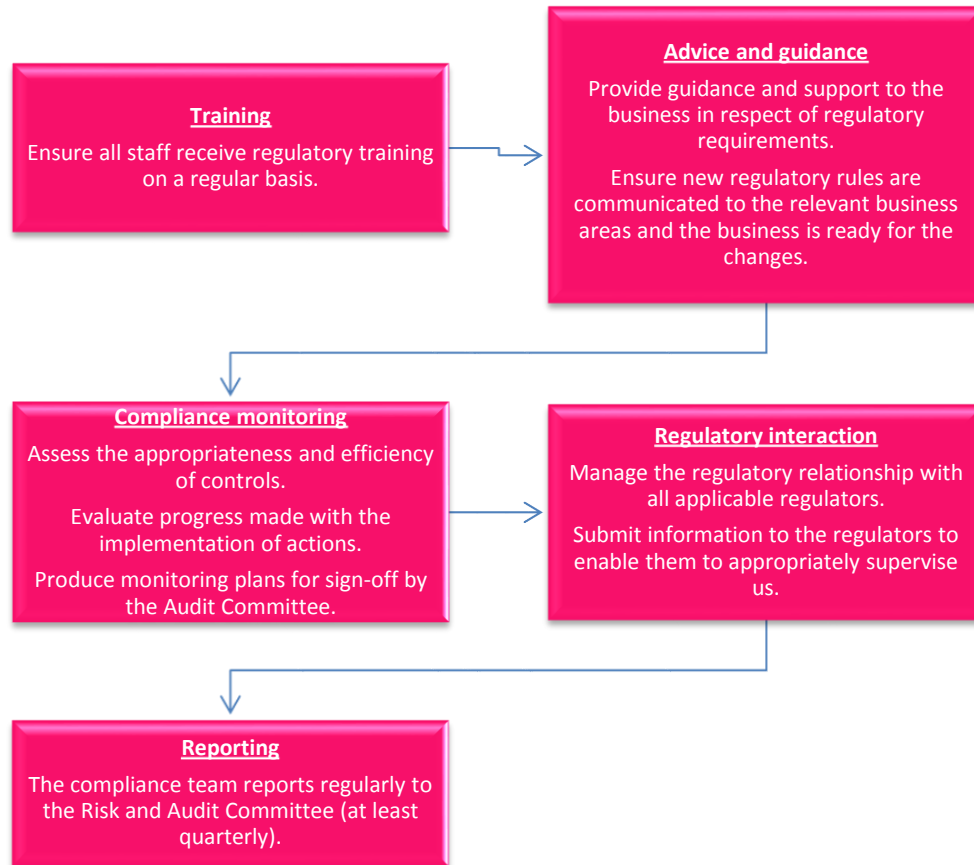 Training
Ensure all staff receive regulatory training
on a regular basis.
Advice and guidance
Provide guidance and support to the
business in respect of regulatory
requirements.
Ensure new regulatory rules are
communicated to the relevant business
areas and the business is ready for the
changes.
Compliance monitoring
Assess the appropriateness and efficiency
of controls.
Evaluate progress made with the
implementation of actions.
Produce monitoring plans for sign-off by
the Audit Committee.
Regulatory interaction
Manage the regulatory relationship with
all applicable regulators.
Submit information to the regulators to
enable them to appropriately supervise
us.
Reporting
The compliance team reports regularly to
the Risk and Audit Committee (at least
quarterly).